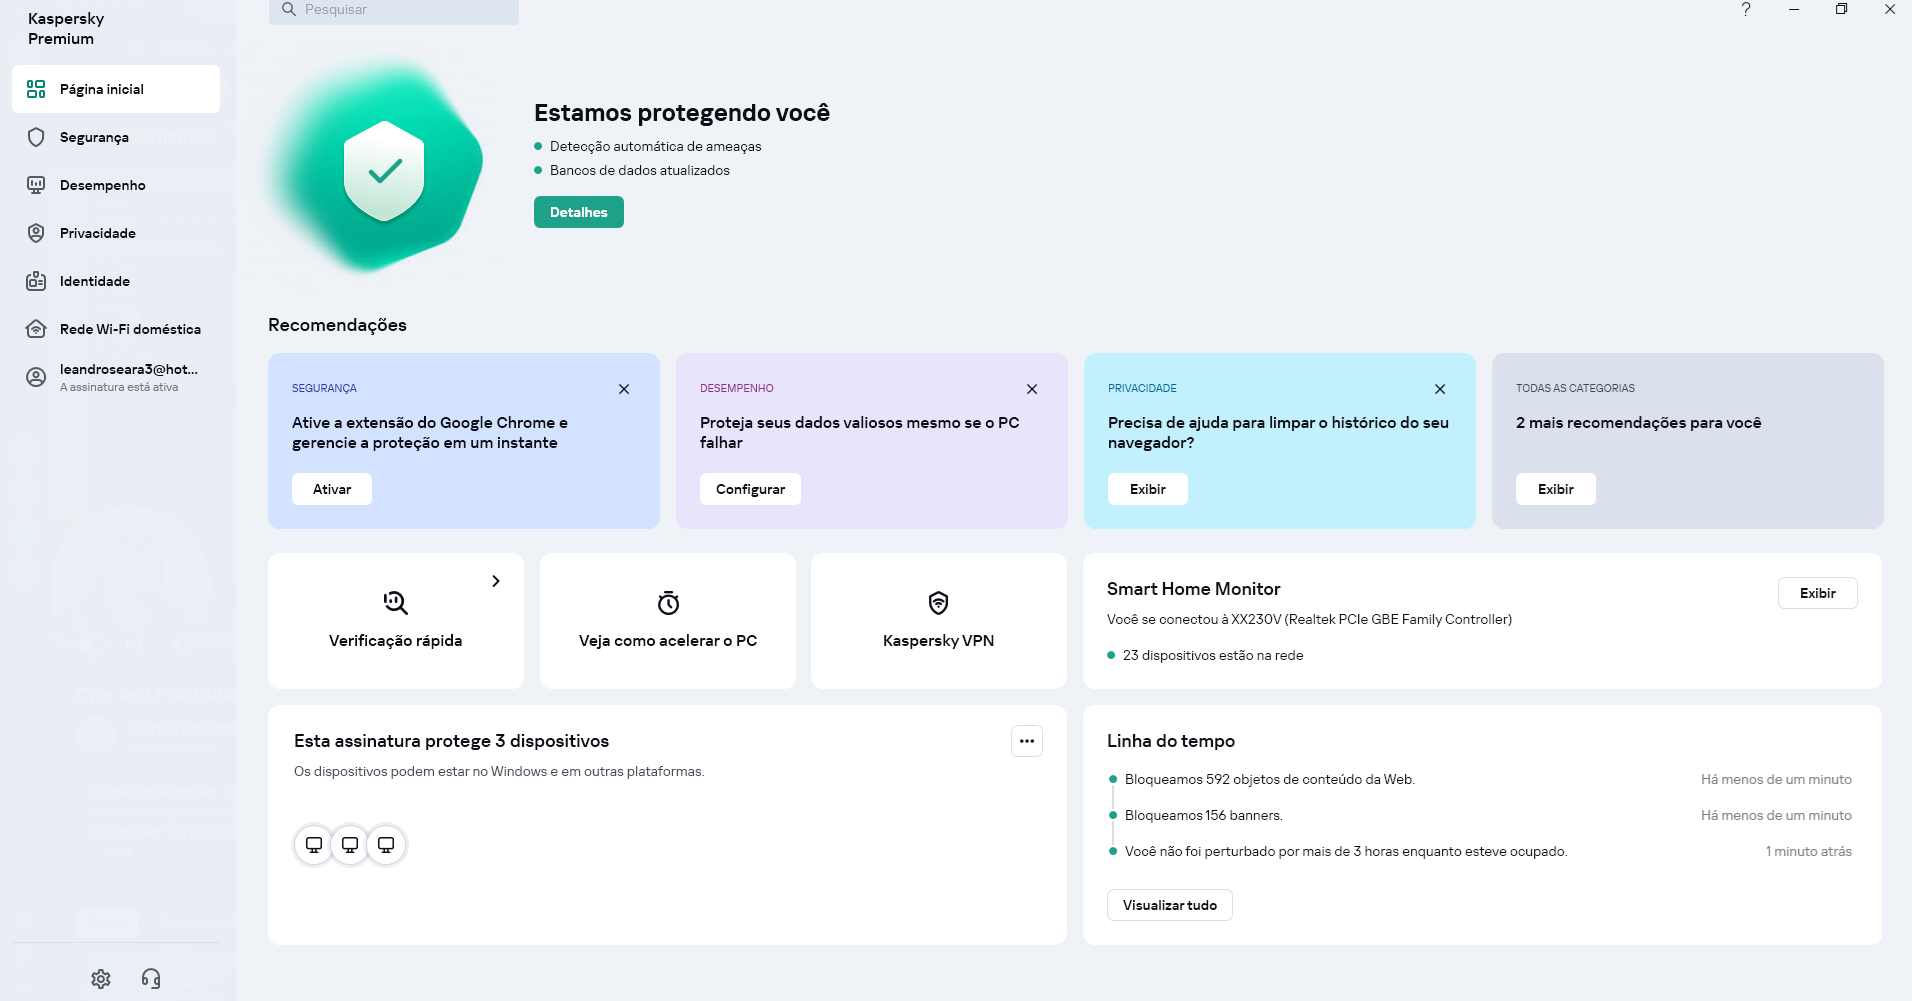 Kaspersky
Premium
Pesquisar
?
Página inicial
Segurança
Desempenho
Privacidade
Identidade
Rede Wi-Fi doméstica
leandroseara3@hot...
A assinatura está ativa
Estamos protegendo você
Detecção automática de ameaças
Bancos de dados atualizados
Detalhes
Recomendações
SEGURANÇA
Ative a extensão do Google Chrome e
gerencie a proteção em um instante
Ativar
DESEMPENHO
Proteja seus dados valiosos mesmo se o PC
falhar
Configurar
PRIVACIDADE
Precisa de ajuda para limpar o histórico do seu
navegador?
Exibir
TODAS AS CATEGORIAS
2 mais recomendações para você
Exibir
Verificação rápida
Veja como acelerar o PC
Kaspersky VPN
Smart Home Monitor
Exibir
Você se conectou à XX230V (Realtek PCIe GBE Family Controller)
23 dispositivos estão na rede
Esta assinatura protege 3 dispositivos
Os dispositivos podem estar no Windows e em outras plataformas.
Linha do tempo
Bloqueamos 592 objetos de conteúdo da Web. Há menos de um minuto
Bloqueamos 156 banners. Há menos de um minuto
Você não foi perturbado por mais de 3 horas enquanto esteve ocupado. 1 minuto atrás
Visualizar tudo